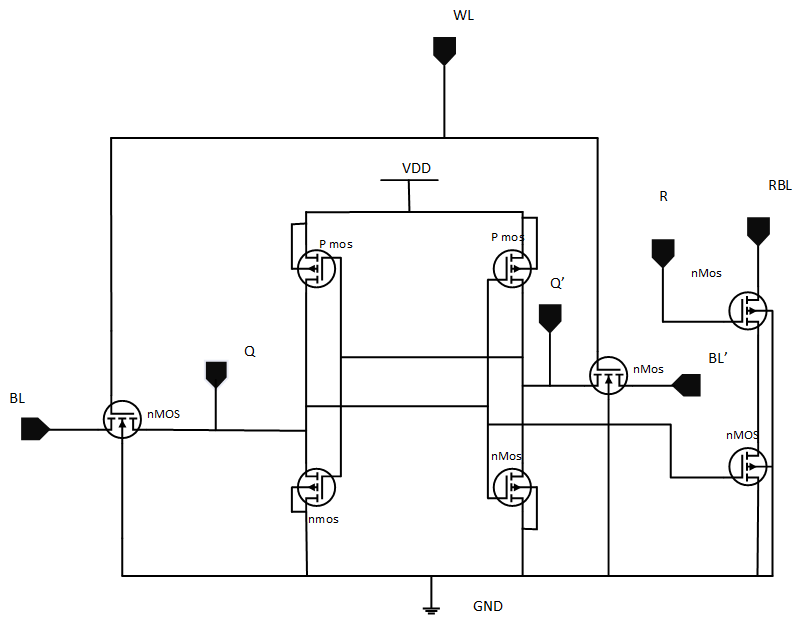 WL
VDD
R
RBL
P mos
P mos
nMos
Q’
Q
nMos
BL’
BL
nMOS
nMOS
nMos
nmos
GND